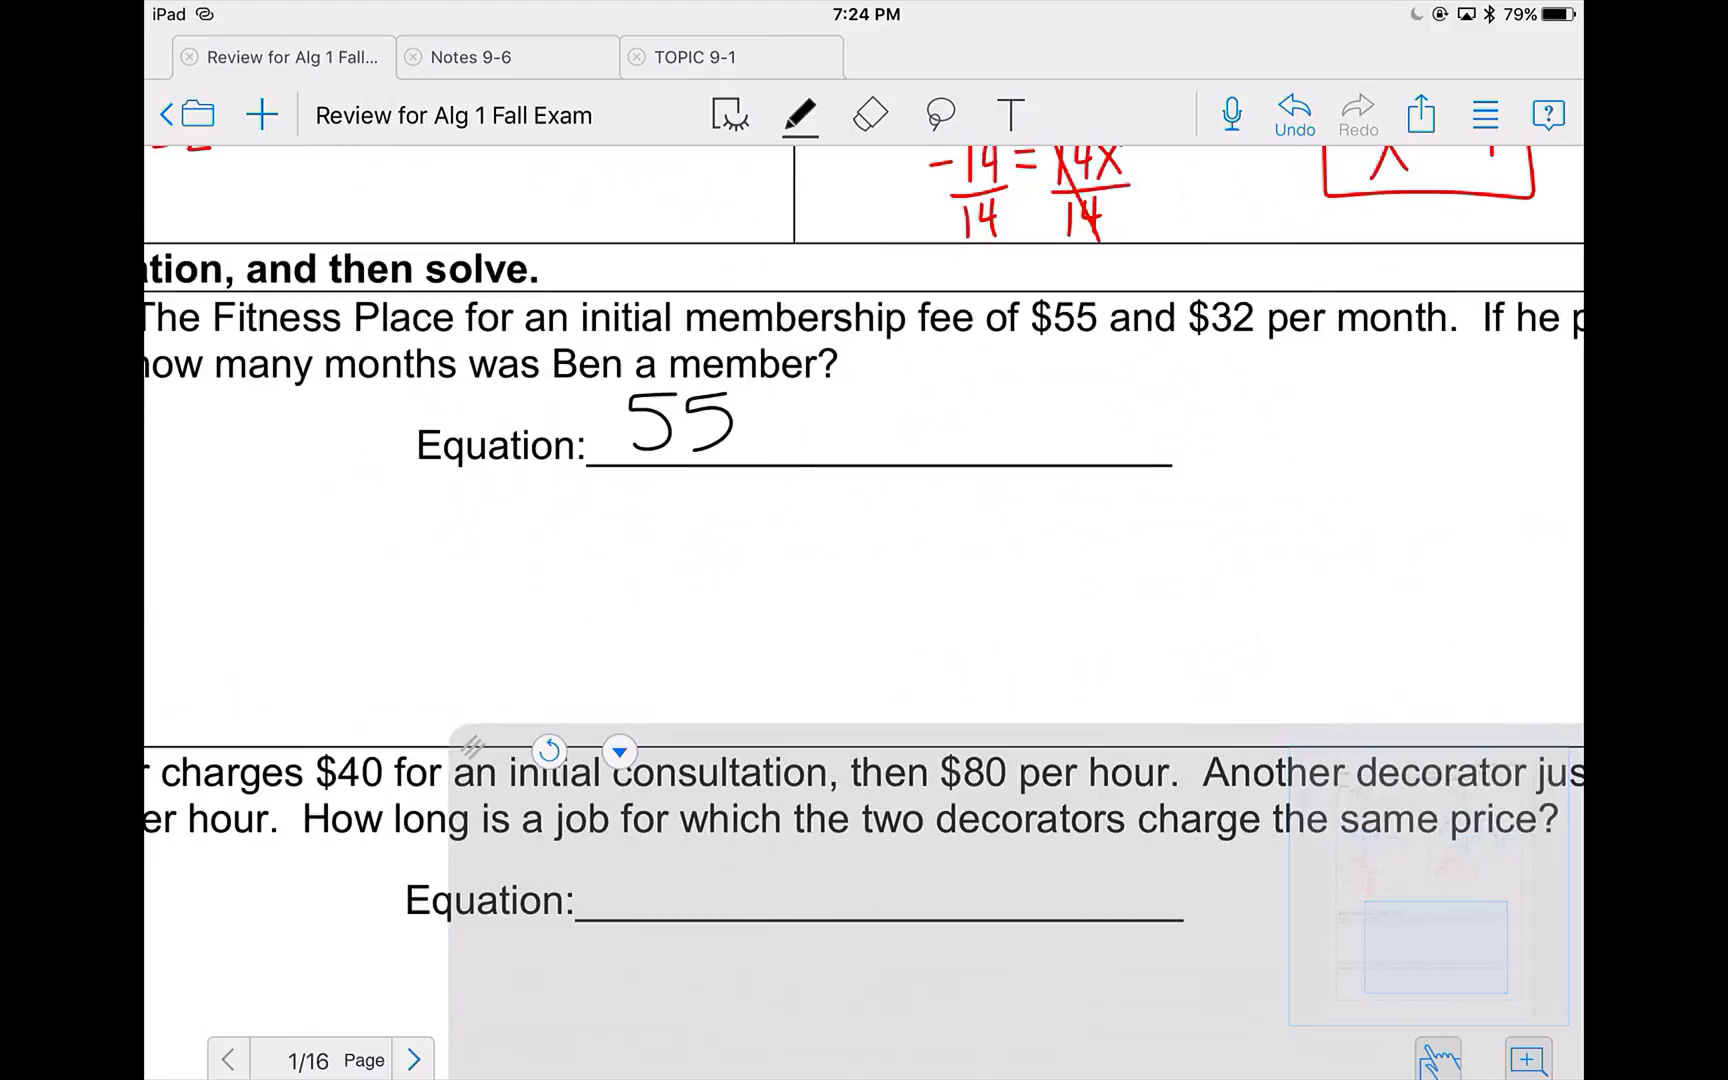 iPad 7:24 PM 79%
Review for Alg 1 Fall... Notes 9-6 TOPIC 9-1
Review for Alg 1 Fall Exam T Undo Redo ?
-14 = 14x
14 14
ation, and then solve.
The Fitness Place for an initial membership fee of $55 and $32 per month. If he p
how many months was Ben a member?
Equation: 55
r charges $40 for an initial consultation, then $80 per hour. Another decorator jus
er hour. How long is a job for which the two decorators charge the same price?
Equation:
1/16 Page